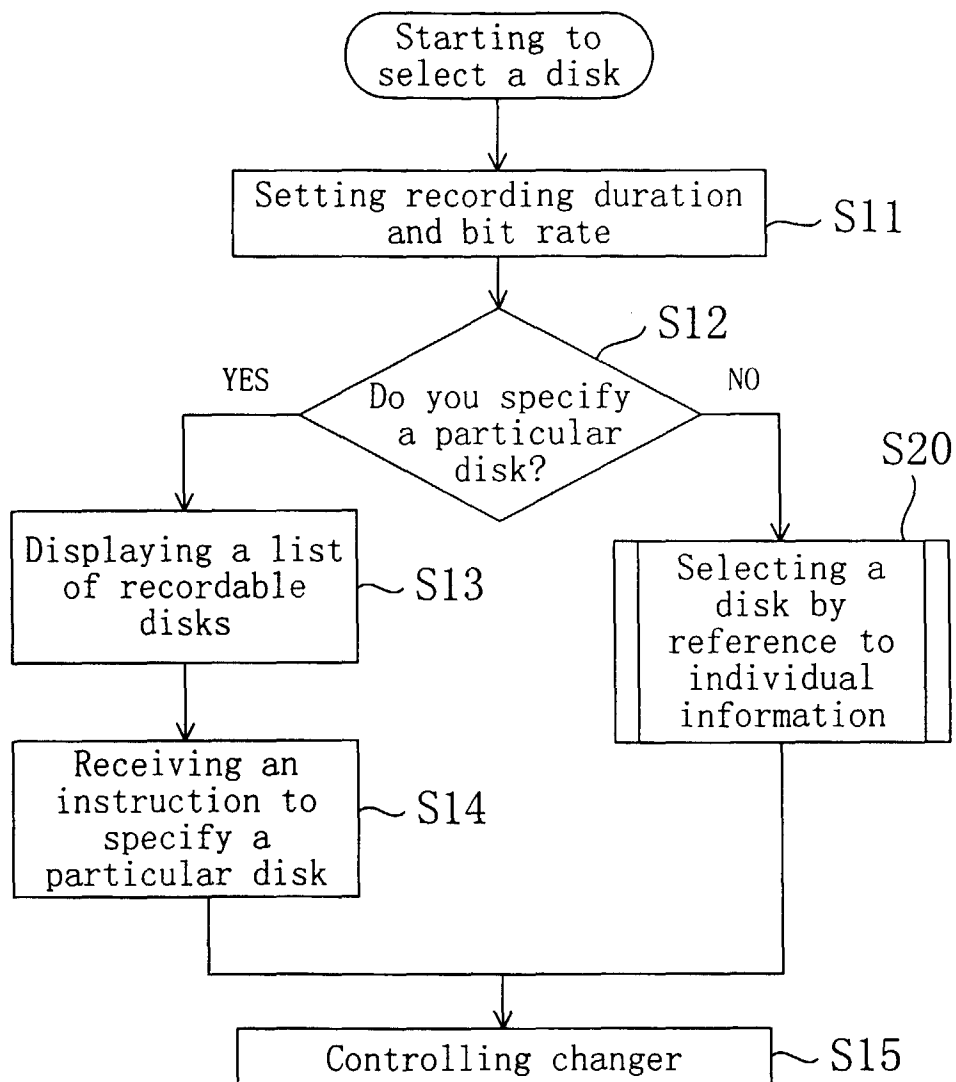 Starting to
select a disk
Setting recording duration
and bit rate
S11
S12
YES
NO
Do you specify
a particular
disk?
S20
Displaying a list
of recordable
disks
S13
Selecting a
disk by
reference to
individual
information
Receiving an
instruction to
specify a
particular disk
S14
Controlling changer
S15